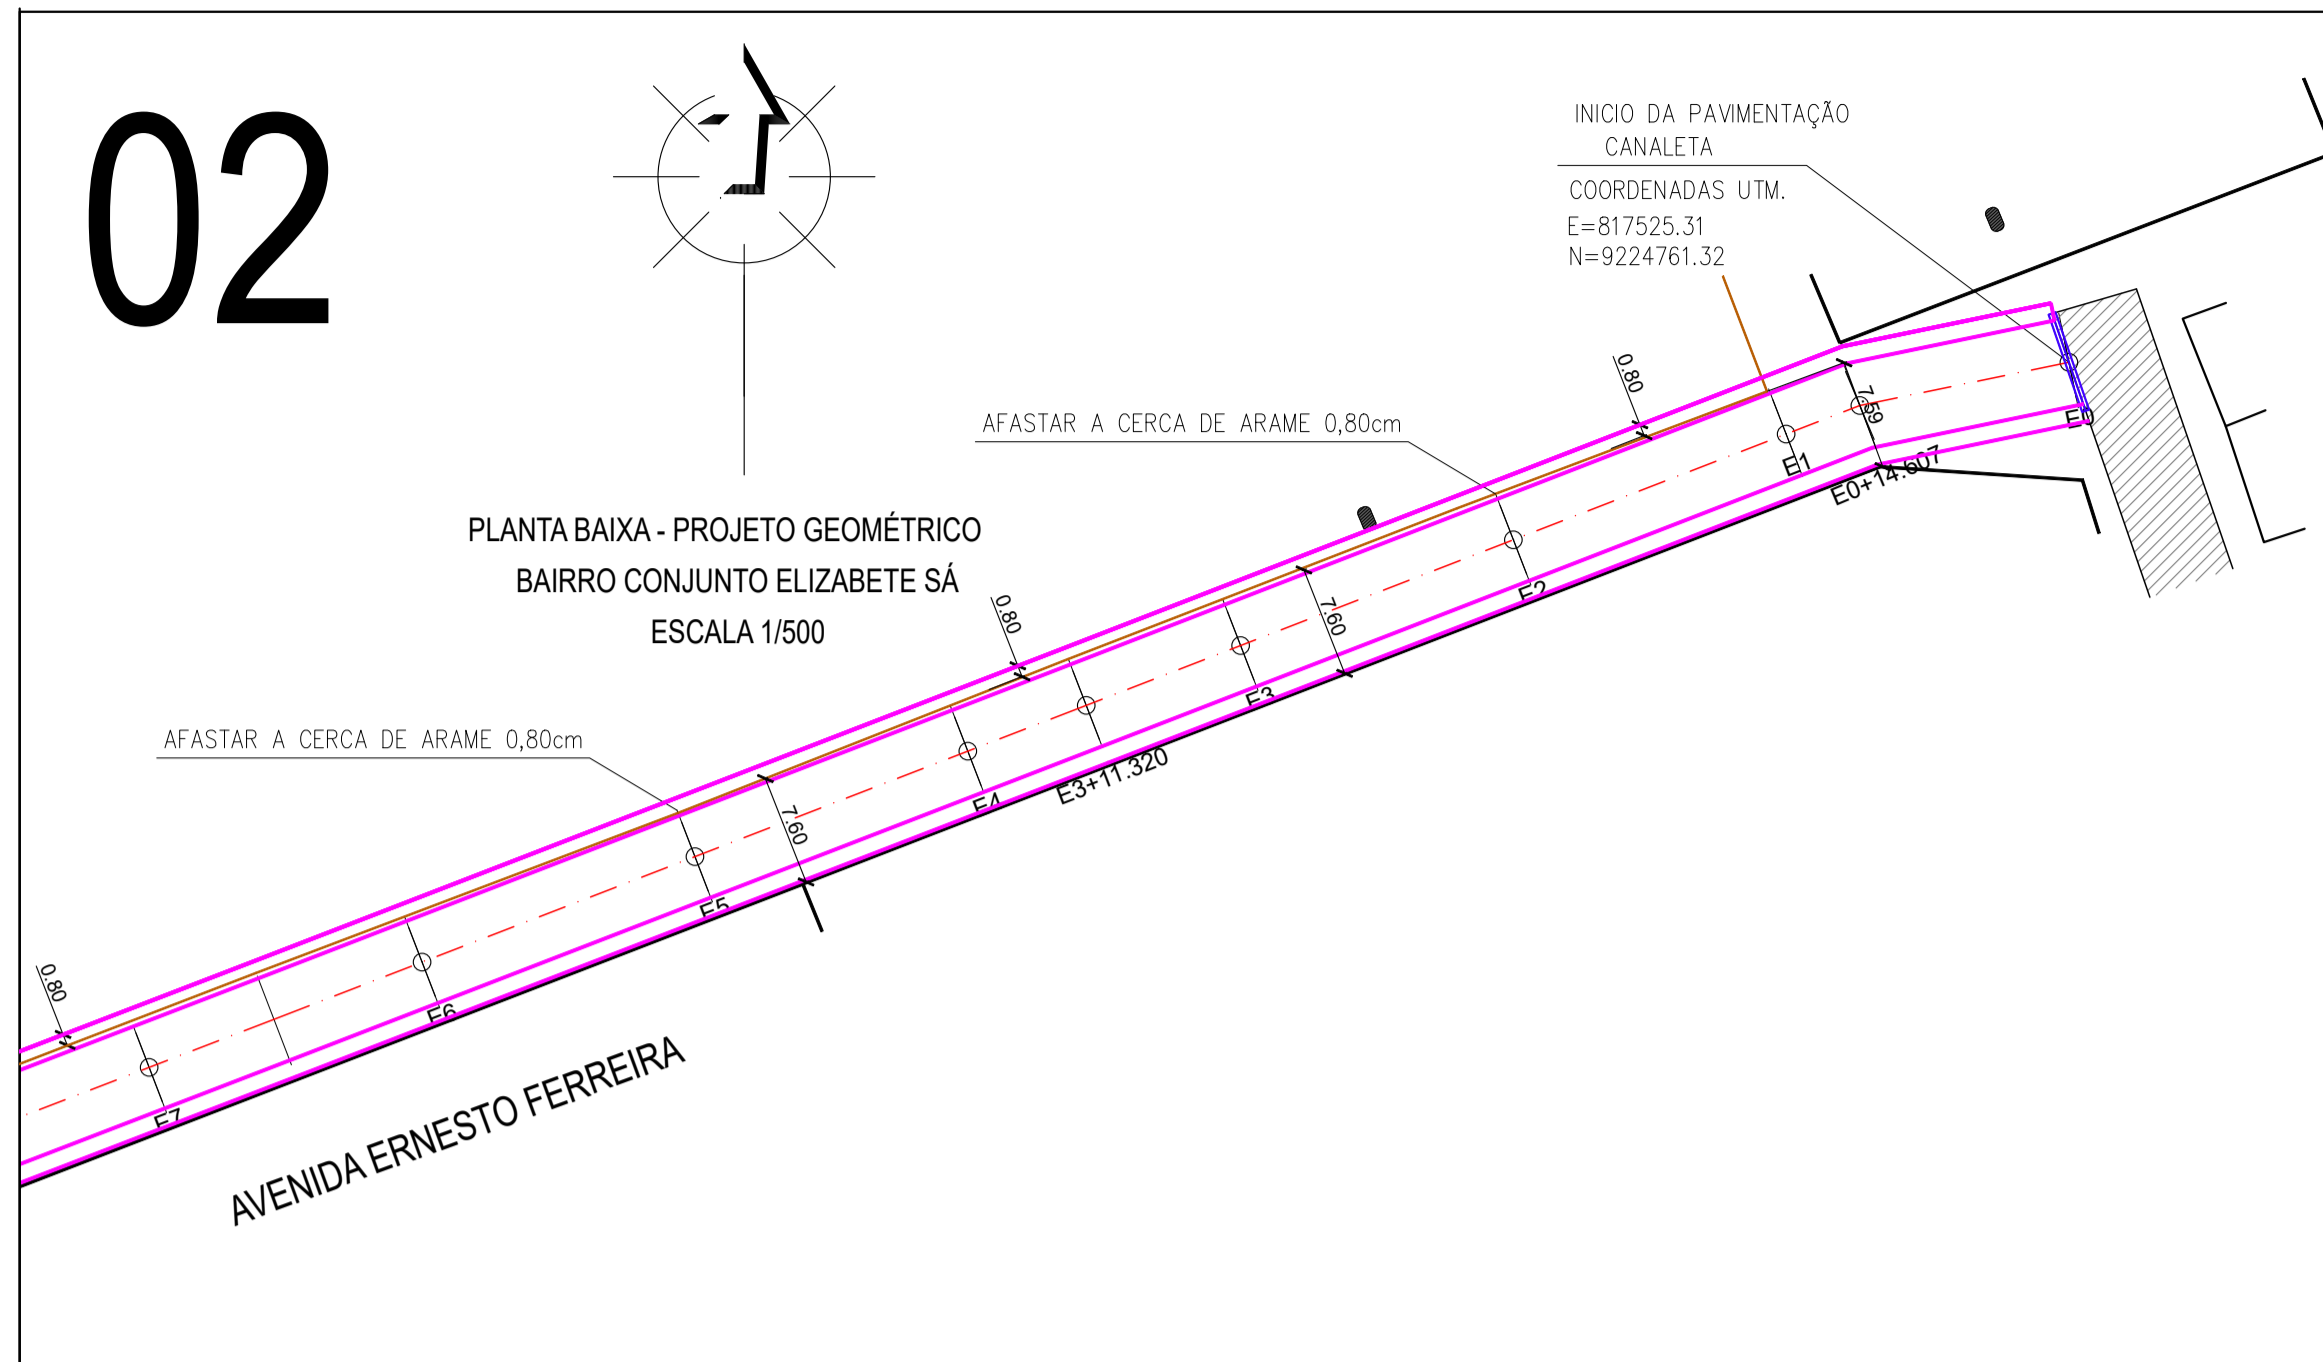 02
INICIO DA PAVIMENTAÇÃO
CANALETA
COORDENADAS UTM.
E=817525.31
N=9224761.32
0.80
7.59
E0
AFASTAR A CERCA DE ARAME 0,80cm
E1
E0+14.607
PLANTA BAIXA - PROJETO GEOMÉTRICO
BAIRRO CONJUNTO ELIZABETE SÁ
ESCALA 1/500
0.80
7.60
E2
E3
AFASTAR A CERCA DE ARAME 0,80cm
E3+11.320
E4
7.60
E5
0.80
E6
E7
AVENIDA ERNESTO FERREIRA